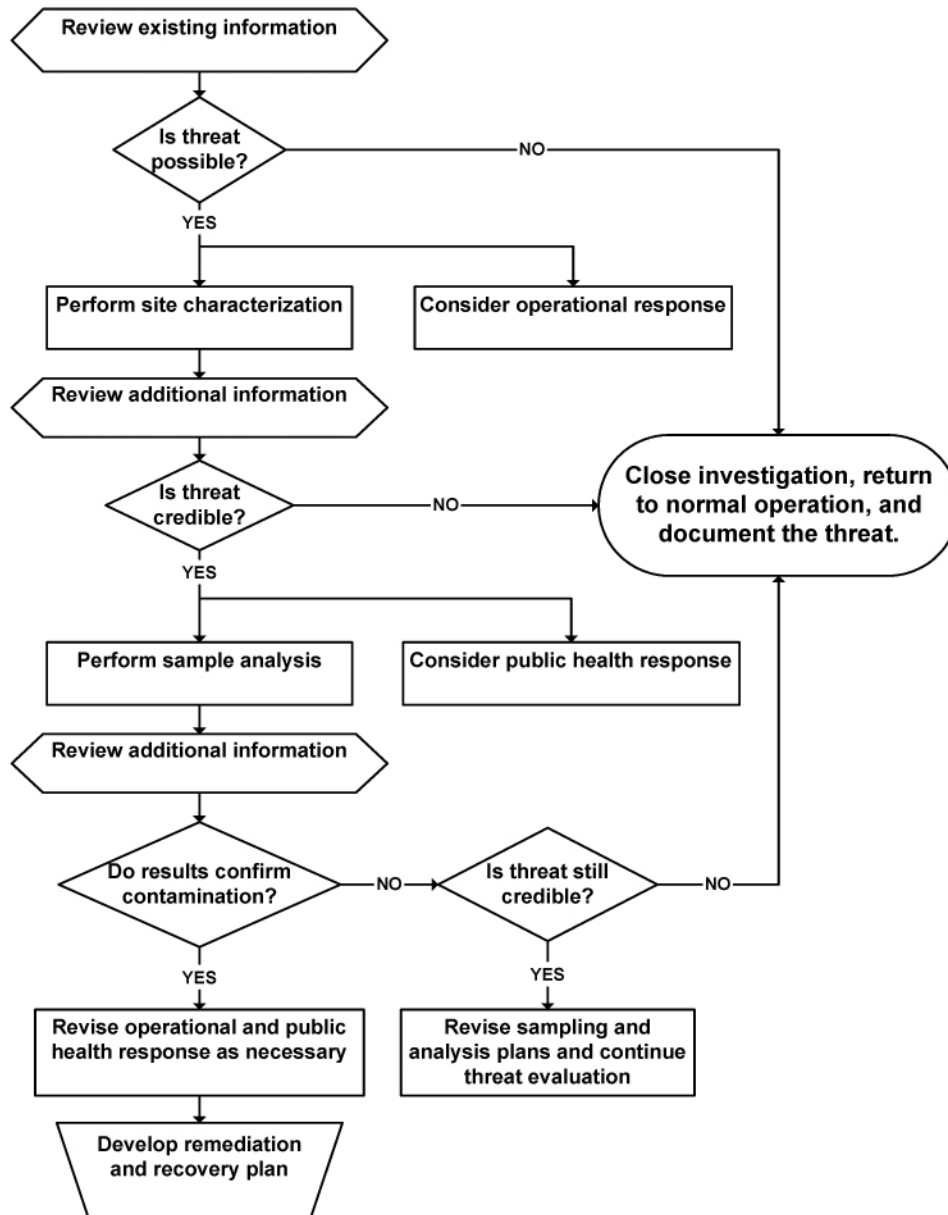 Review existing information
Is threat
possible?
NO
YES
Perform site characterization
Consider operational response
Review additional information
Is threat
credible?
NO
Close investigation, return
to normal operation, and
document the threat.
YES
Perform sample analysis
Consider public health response
Review additional information
Do results confirm
contamination?
NO
Is threat still
credible?
NO
YES
YES
Revise operational and public
health response as necessary
Revise sampling and
analysis plans and continue
threat evaluation
Develop remediation
and recovery plan